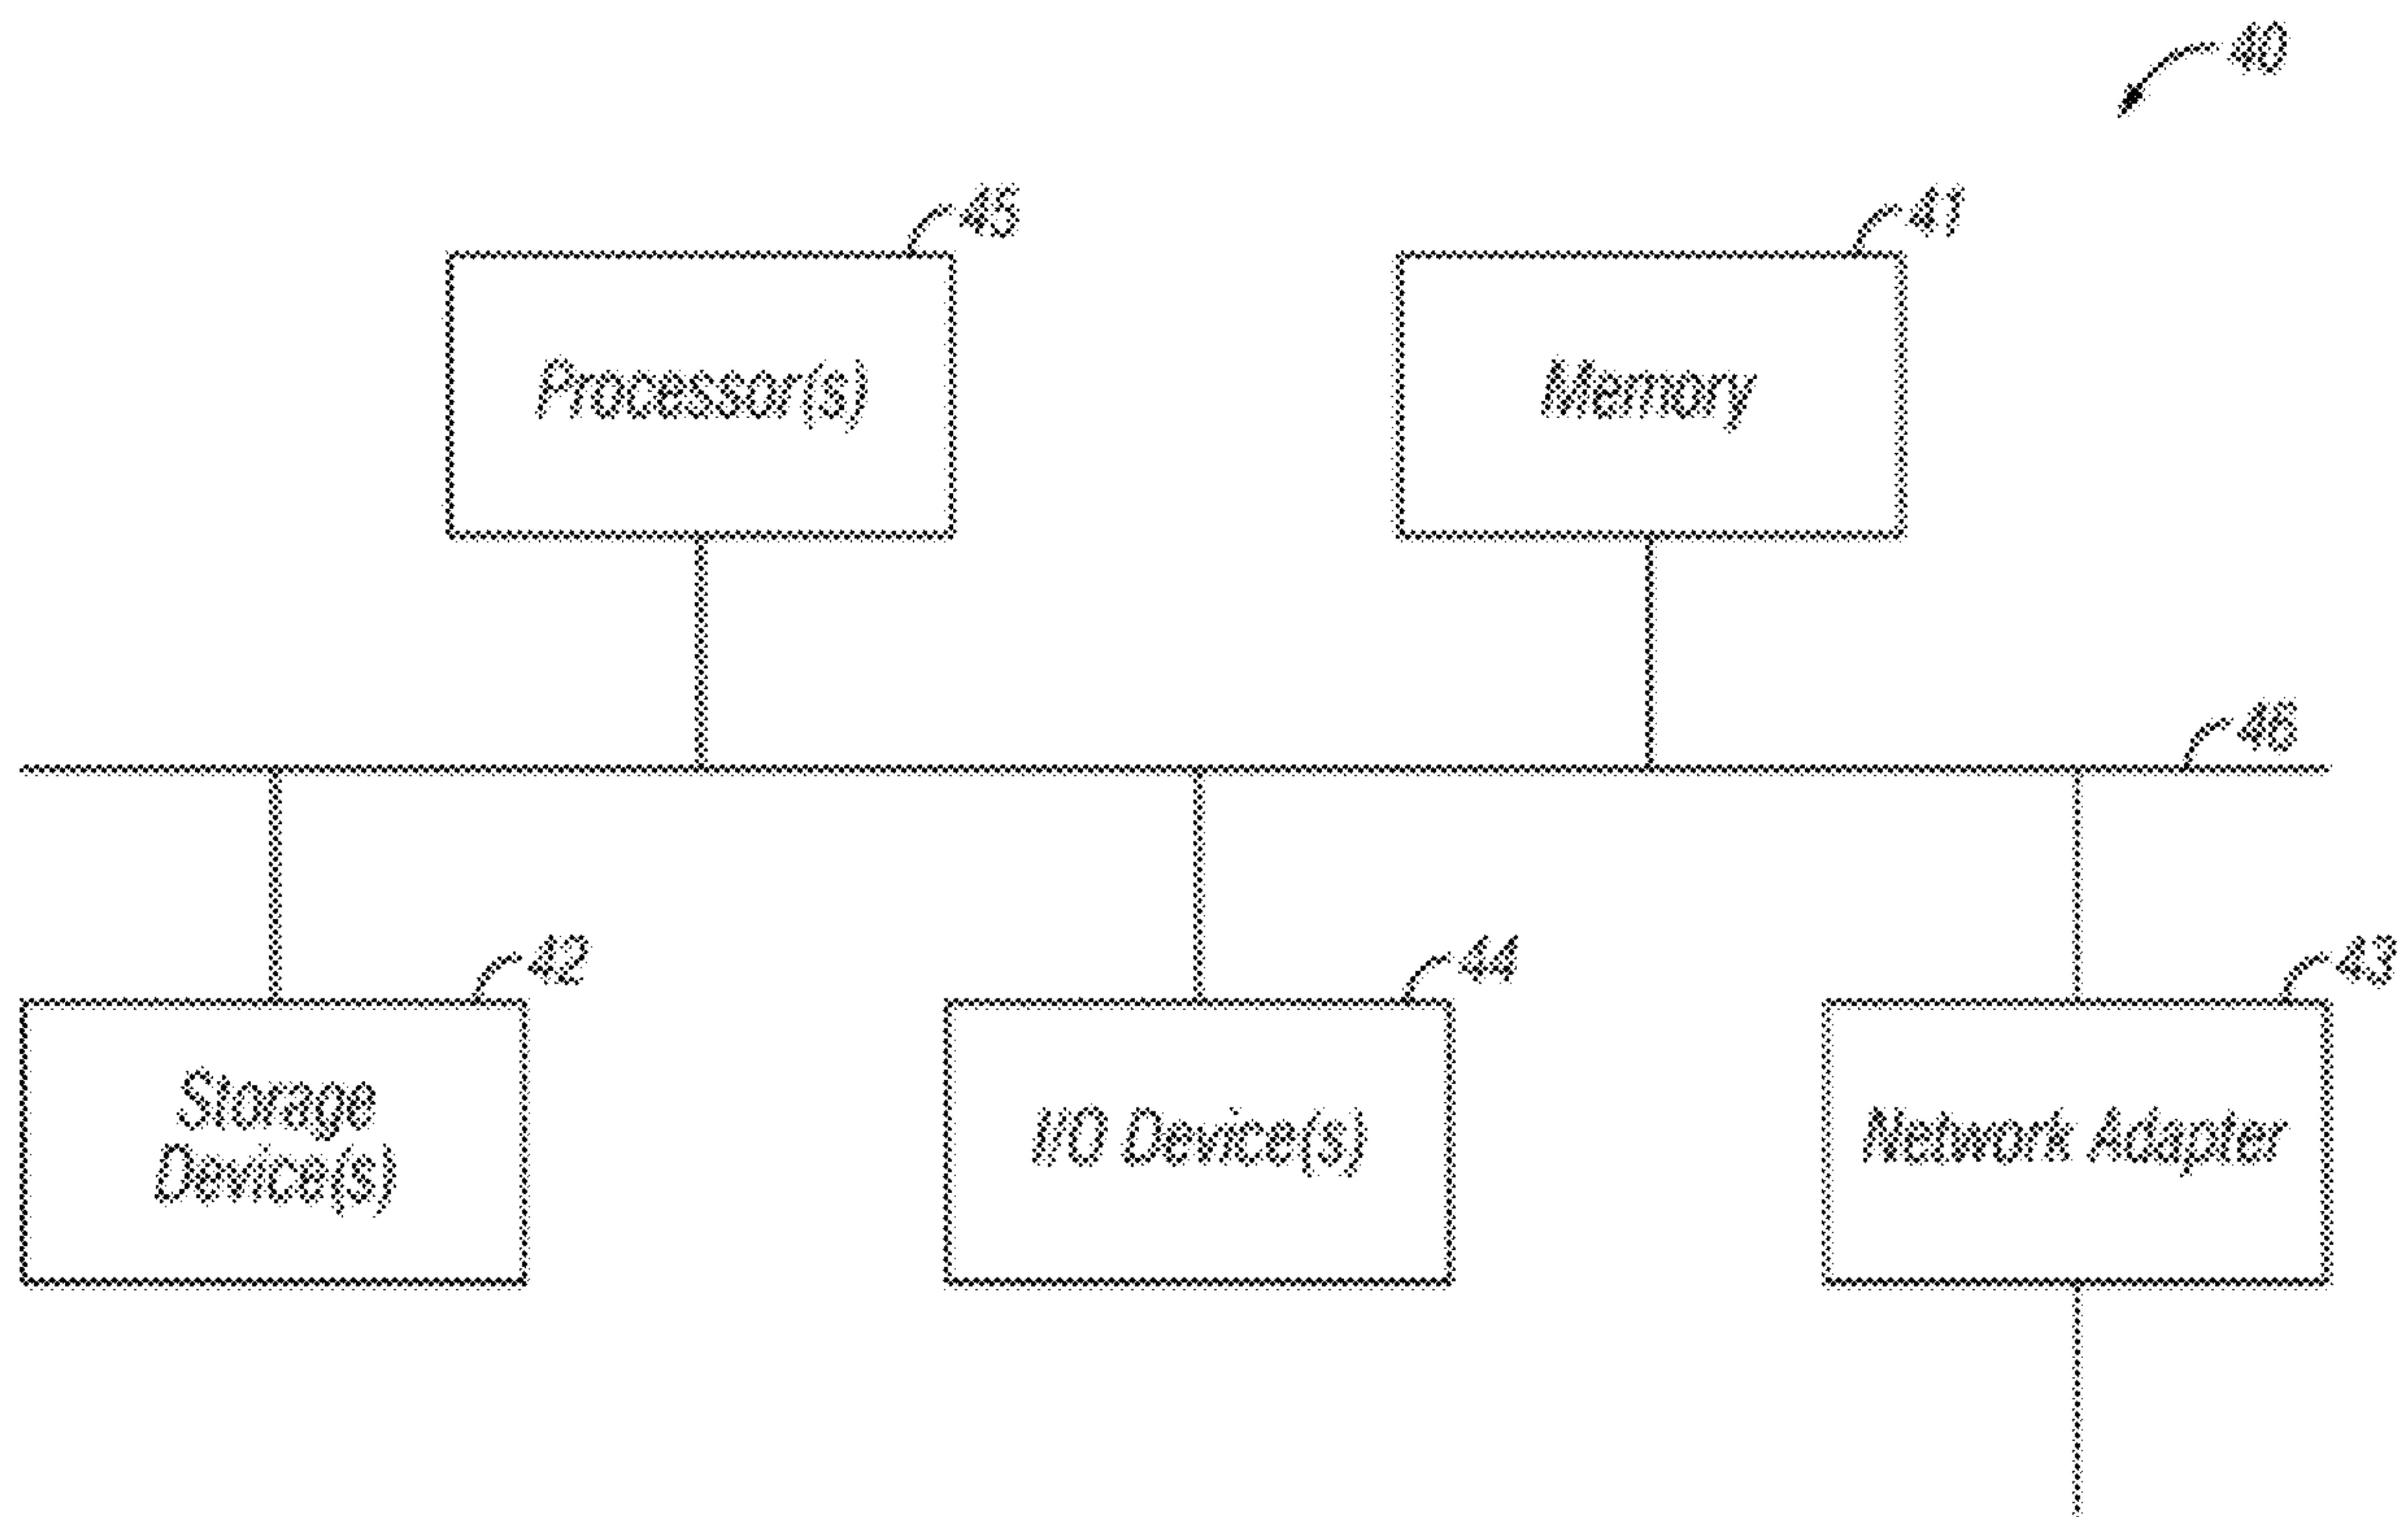 40
45
41
Processor(s)
Memory
46
42
44
43
Storage
Device(s)
I/O Device(s)
Network Adapter